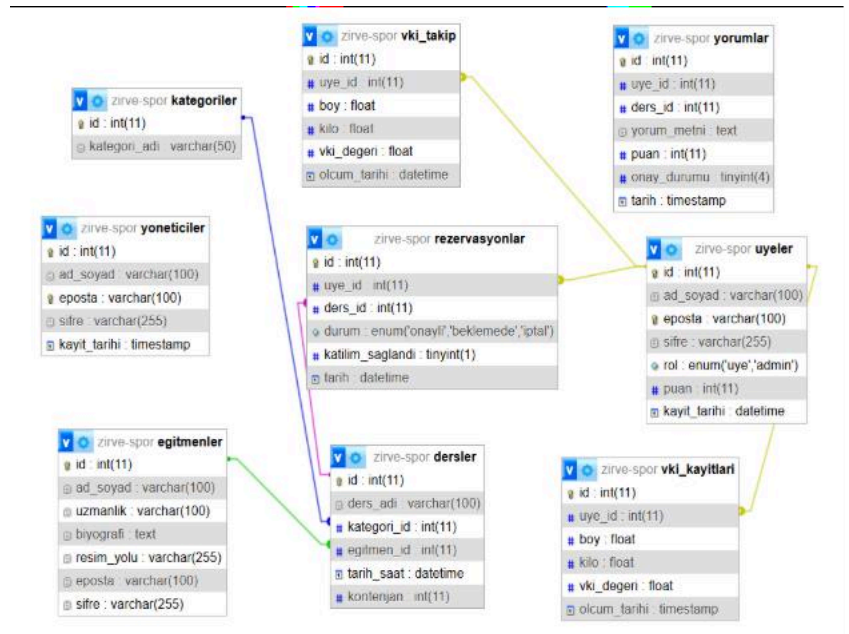 zirve-spor vki_takip
id : int(11)
uye_id : int(11)
boy : float
kilo : float
vki_degeri : float
olcum_tarihi : datetime
zirve-spor yorumlar
id : int(11)
uye_id : int(11)
ders_id : int(11)
yorum_metni : text
puan : int(11)
onay_durumu : tinyint(4)
tarih : timestamp
zirve-spor kategoriler
id : int(11)
kategori_adi : varchar(50)
zirve-spor yoneticiler
id : int(11)
ad_soyad : varchar(100)
eposta : varchar(100)
sifre : varchar(255)
kayit_tarihi : timestamp
zirve-spor rezervasyonlar
id : int(11)
uye_id : int(11)
ders_id : int(11)
durum : enum('onayli','beklemede','iptal')
katilim_saglandi : tinyint(1)
tarih : datetime
zirve-spor uyeler
id : int(11)
ad_soyad : varchar(100)
eposta : varchar(100)
sifre : varchar(255)
rol : enum('uye','admin')
puan : int(11)
kayit_tarihi : datetime
zirve-spor egitmenler
id : int(11)
ad_soyad : varchar(100)
uzmanlik : varchar(100)
biyografi : text
resim_yolu : varchar(255)
eposta : varchar(100)
sifre : varchar(255)
zirve-spor dersler
id : int(11)
ders_adi : varchar(100)
kategori_id : int(11)
egitmen_id : int(11)
tarih_saat : datetime
kontenjan : int(11)
zirve-spor vki_kayitlari
id : int(11)
uye_id : int(11)
boy : float
kilo : float
vki_degeri : float
olcum_tarihi : timestamp